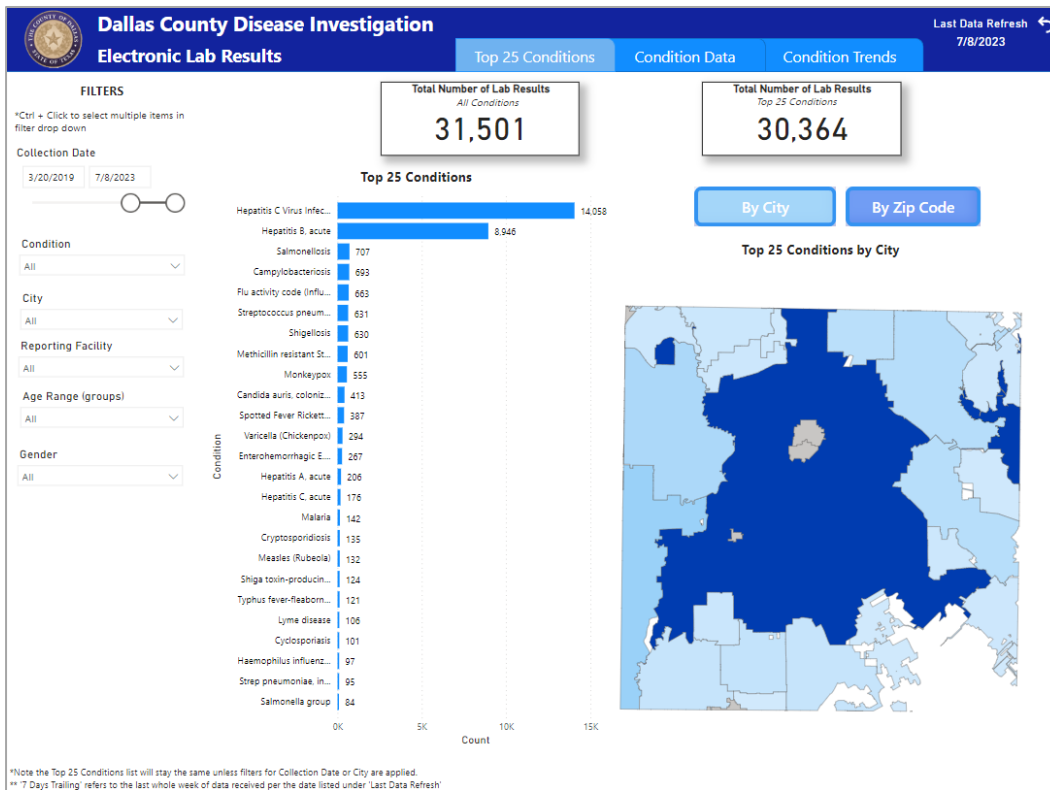 Dallas County Disease Investigation
Electronic Lab Results
Top 25 Conditions
Condition Data
Condition Trends
Last Data Refresh
7/8/2023
THE COUNTY OF DALLAS
STATE OF TEXAS
FILTERS
*Ctrl + Click to select multiple items in
filter drop down
Collection Date
3/20/2019 7/8/2023
Condition
All
City
All
Reporting Facility
All
Age Range (groups)
All
Gender
All
Total Number of Lab Results
All Conditions
31,501
Total Number of Lab Results
Top 25 Conditions
30,364
Top 25 Conditions
Condition
Hepatitis C Virus Infec... 14,058
Hepatitis B, acute 8,946
Salmonellosis 707
Campylobacteriosis 693
Flu activity code (Influ... 663
Streptococcus pneum... 631
Shigellosis 630
Methicillin resistant St... 601
Monkeypox 555
Candida auris, coloniz... 413
Spotted Fever Rickett... 387
Varicella (Chickenpox) 294
Enterohemorrhagic E.... 267
Hepatitis A, acute 206
Hepatitis C, acute 176
Malaria 142
Cryptosporidiosis 135
Measles (Rubeola) 132
Shiga toxin-producin... 124
Typhus fever-fleaborn... 121
Lyme disease 106
Cyclosporiasis 101
Haemophilus influenz... 97
Strep pneumoniae, in... 95
Salmonella group 84
0K 5K 10K 15K
Count
By City
By Zip Code
Top 25 Conditions by City
*Note the Top 25 Conditions list will stay the same unless filters for Collection Date or City are applied.
** '7 Days Trailing' refers to the last whole week of data received per the date listed under 'Last Data Refresh'